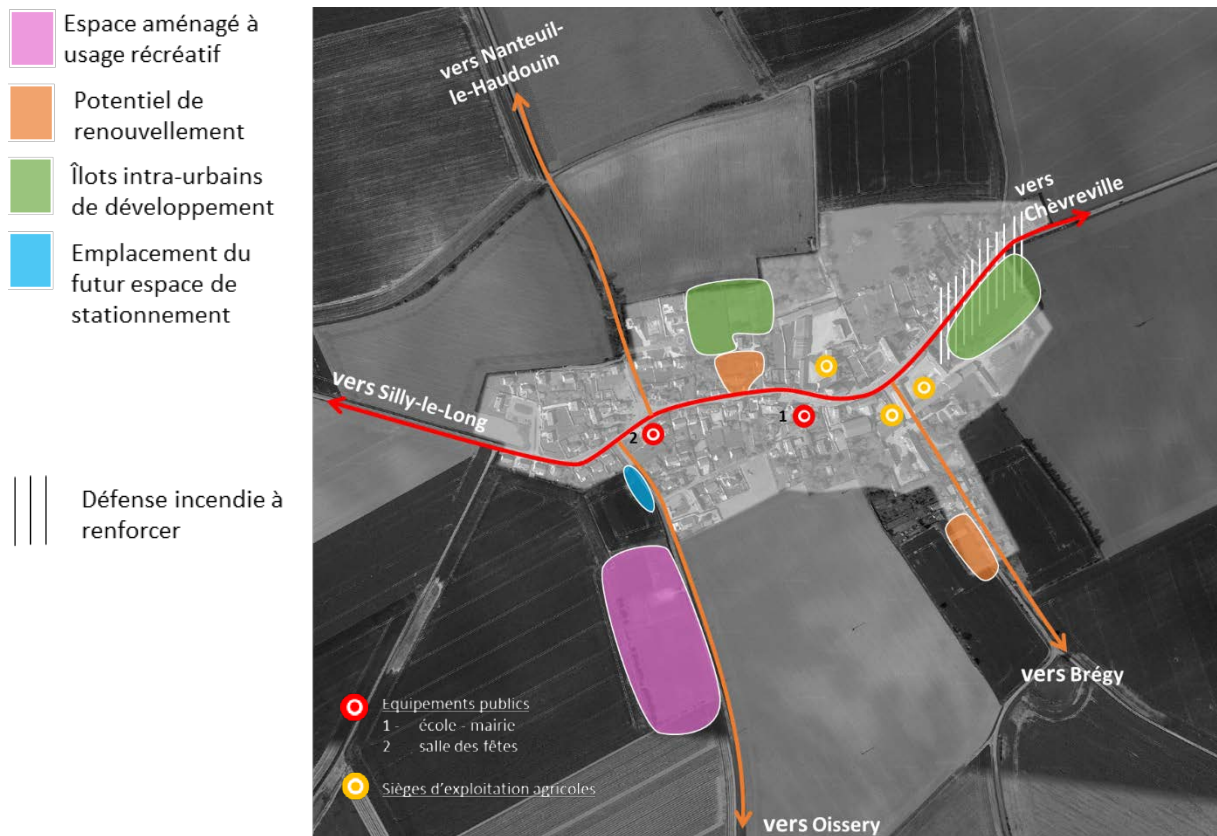 Espace aménagé à
usage récréatif
Potentiel de
renouvellement
Îlots intra-urbains
de développement
Emplacement du
futur espace de
stationnement
Défense incendie à
renforcer
vers Nanteuil-
le-Haudouin
vers
Chèvreville
vers Silly-le-Long
1
2
vers Brégy
vers Oissery
Equipements publics
1 - école - mairie
2 salle des fêtes
Sièges d'exploitation agricoles